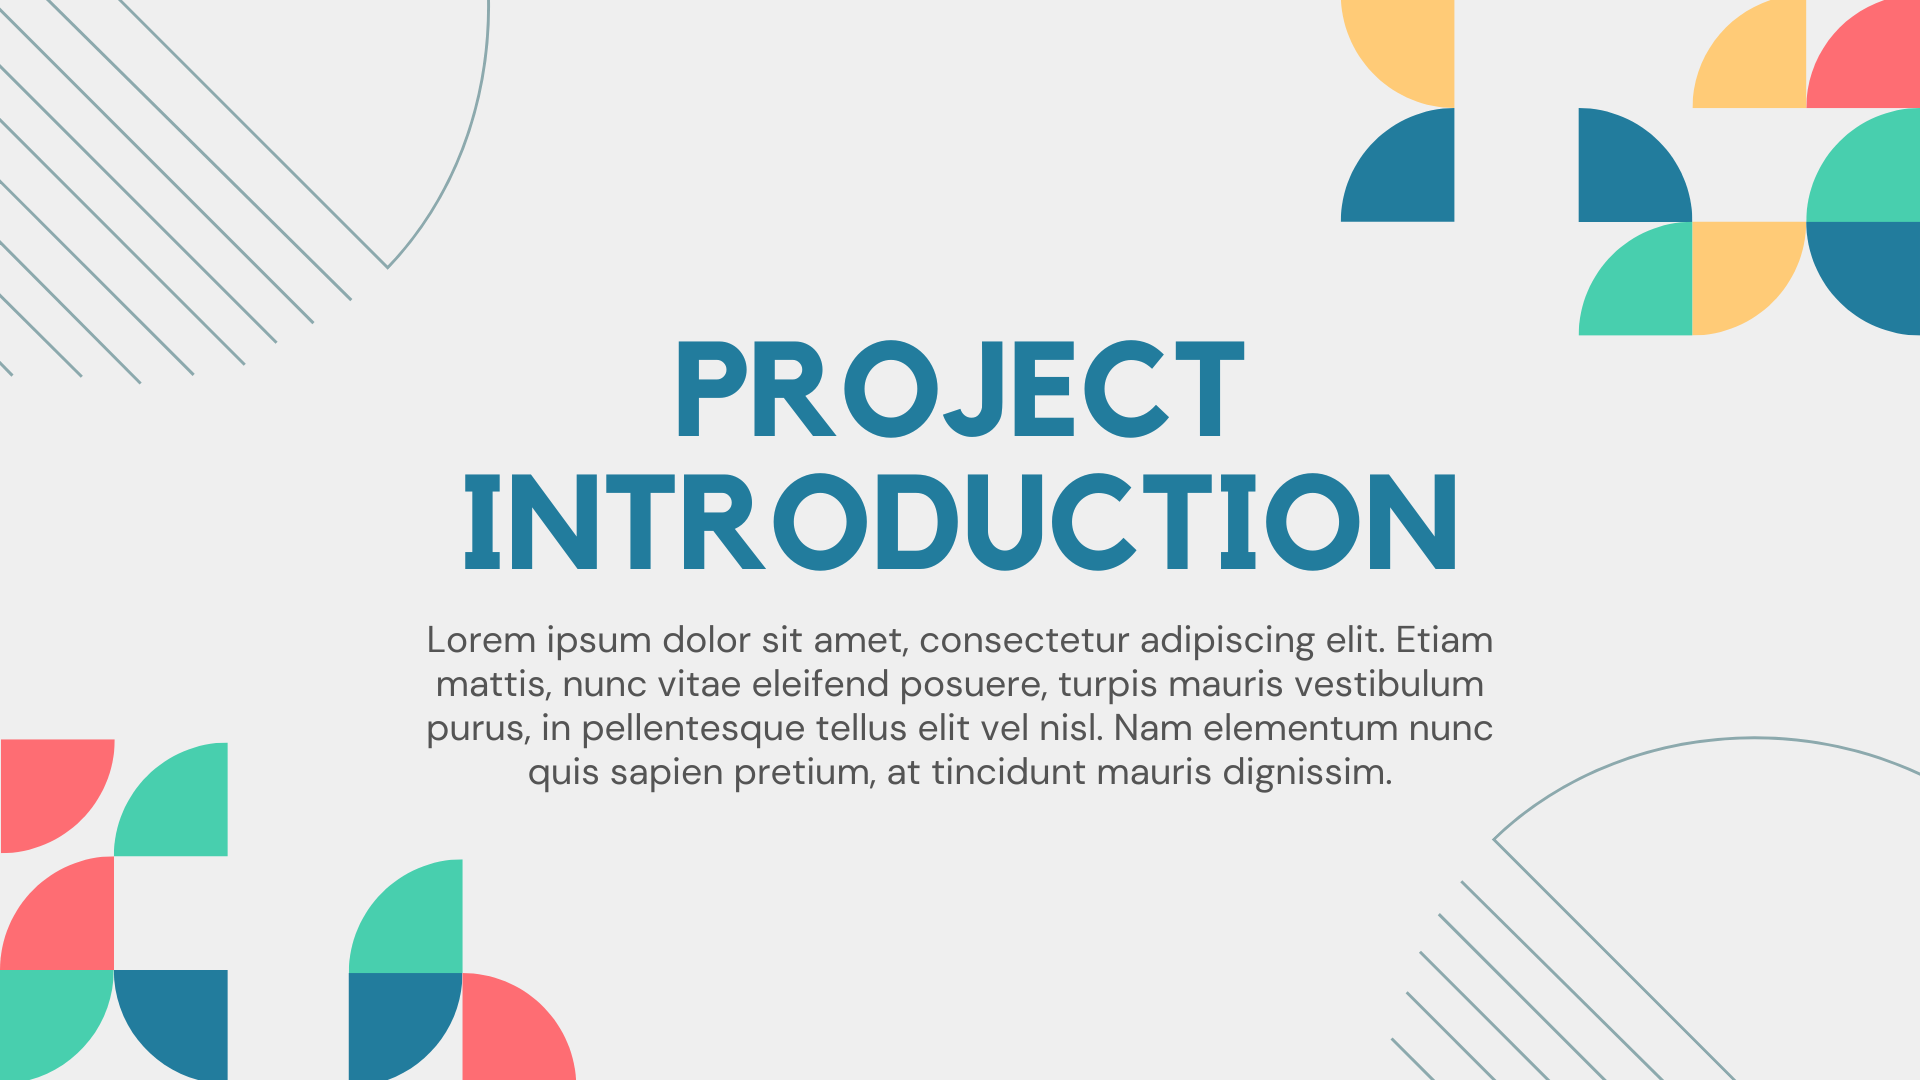 PROJECT
INTRODUCTION
Lorem ipsum dolor sit amet, consectetur adipiscing elit. Etiam
mattis, nunc vitae eleifend posuere, turpis mauris vestibulum
purus, in pellentesque tellus elit vel nisl. Nam elementum nunc
quis sapien pretium, at tincidunt mauris dignissim.